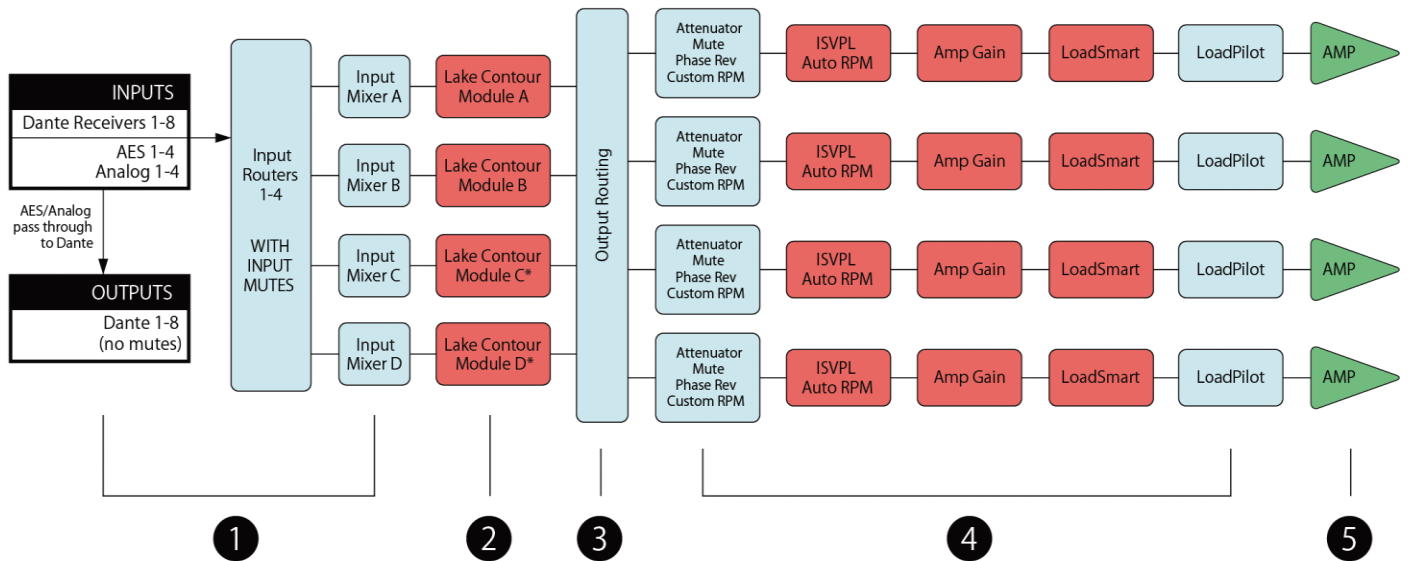 INPUTS
Dante Receivers 1-8
AES 1-4
Analog 1-4
AES/Analog
pass through
to Dante
OUTPUTS
Dante 1-8
(no mutes)
Input
Routers
1-4
WITH
INPUT
MUTES
Input
Mixer A
Input
Mixer B
Input
Mixer C
Input
Mixer D
Lake Contour
Module A
Lake Contour
Module B
Lake Contour
Module C*
Lake Contour
Module D*
Output Routing
Attenuator
Mute
Phase Rev
Custom RPM
ISVPL
Auto RPM
Amp Gain
LoadSmart
LoadPilot
AMP
Attenuator
Mute
Phase Rev
Custom RPM
ISVPL
Auto RPM
Amp Gain
LoadSmart
LoadPilot
AMP
Attenuator
Mute
Phase Rev
Custom RPM
ISVPL
Auto RPM
Amp Gain
LoadSmart
LoadPilot
AMP
Attenuator
Mute
Phase Rev
Custom RPM
ISVPL
Auto RPM
Amp Gain
LoadSmart
LoadPilot
AMP
1
2
3
4
5